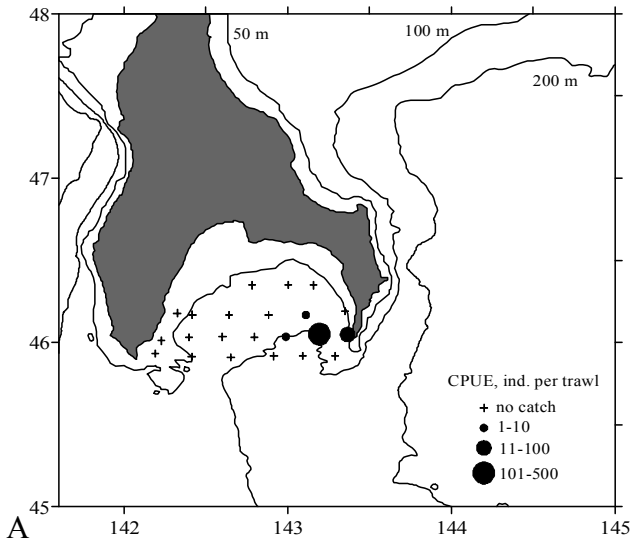 48
50 m
100 m
200 m
47
46
CPUE, ind. per trawl
+ no catch
1-10
11-100
101-500
45
A
142
143
144
145